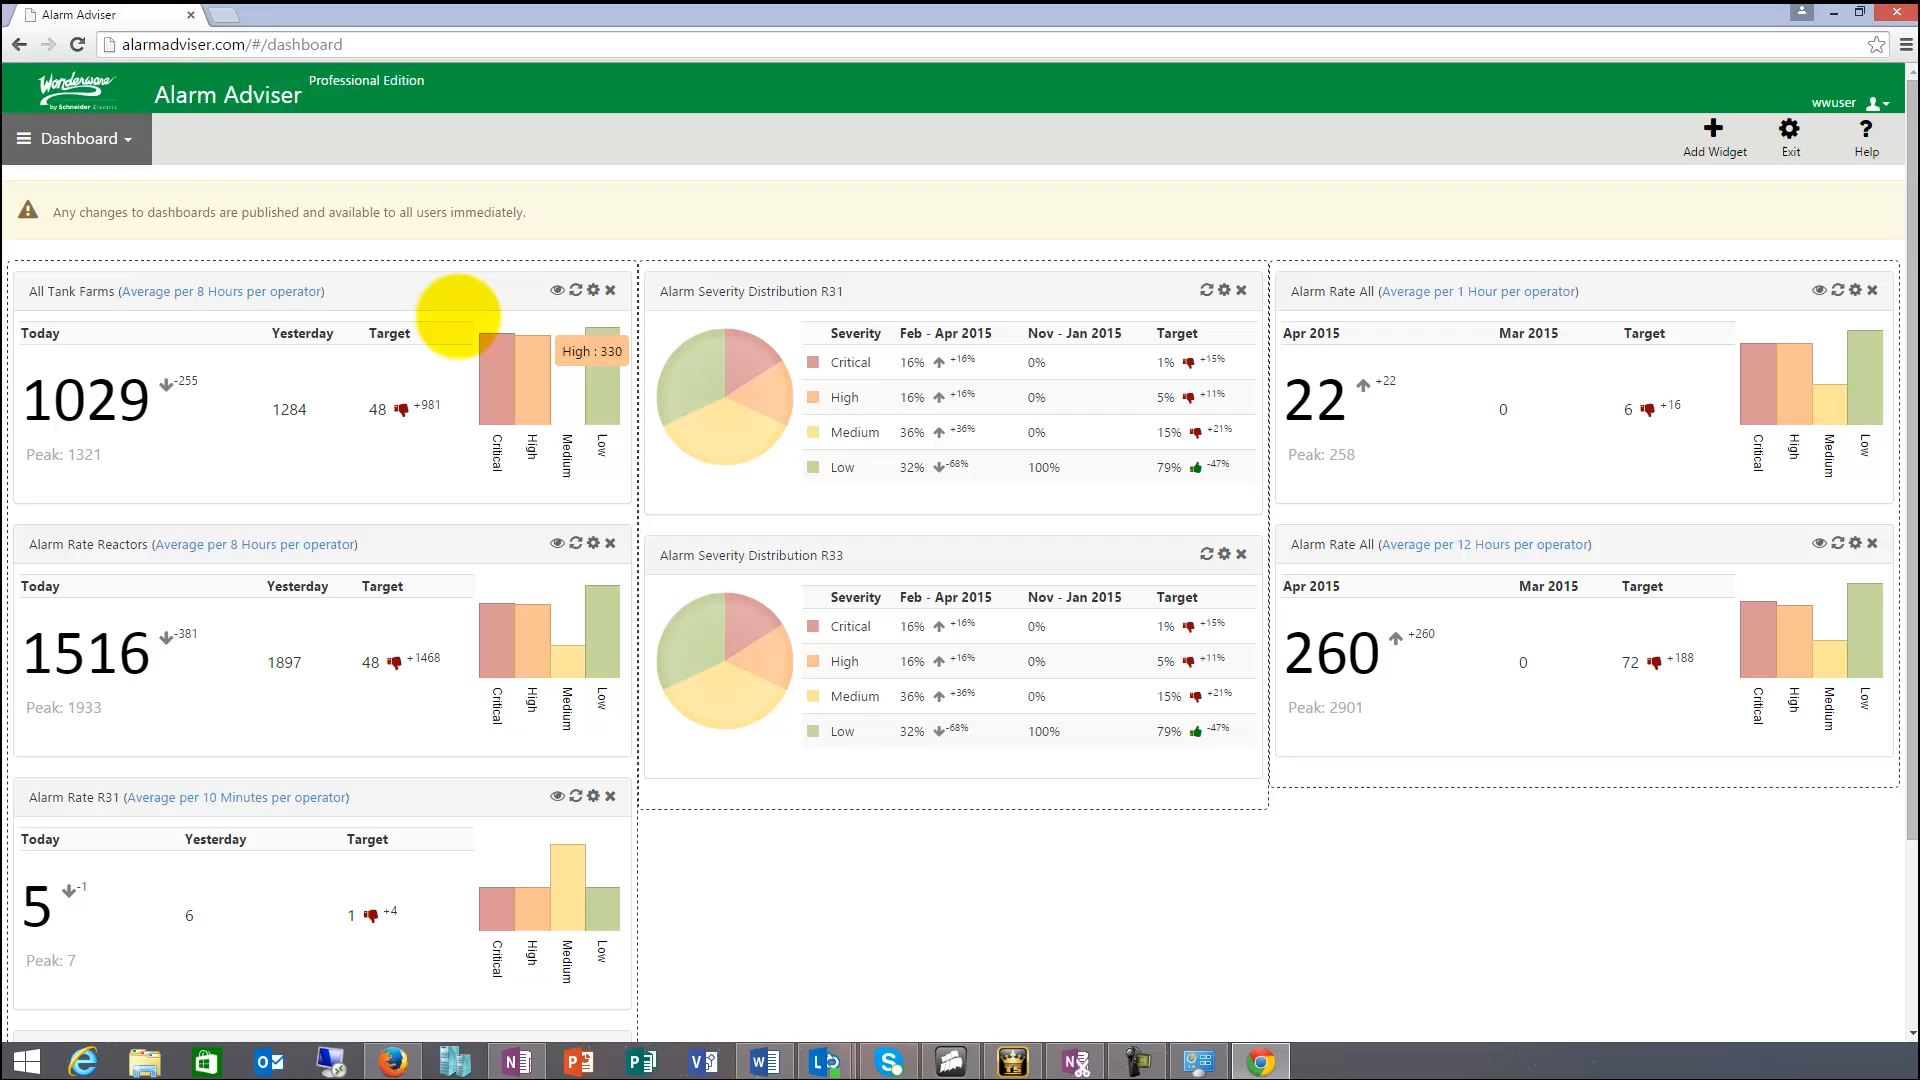 Alarm Adviser
alarmadviser.com/#/dashboard
Wonderware
by Schneider Electric
Alarm Adviser
Professional Edition
wwuser
Dashboard
Add Widget
Exit
Help
Any changes to dashboards are published and available to all users immediately.
All Tank Farms (Average per 8 Hours per operator)
Today Yesterday Target
1029 -255 1284 48 +981
Peak: 1321
High : 330
Critical High Medium Low
Alarm Rate Reactors (Average per 8 Hours per operator)
Today Yesterday Target
1516 -381 1897 48 +1468
Peak: 1933
Critical High Medium Low
Alarm Rate R31 (Average per 10 Minutes per operator)
Today Yesterday Target
5 -1 6 1 +4
Peak: 7
Critical High Medium Low
Alarm Severity Distribution R31
Severity Feb - Apr 2015 Nov - Jan 2015 Target
Critical 16% +16% 0% 1% +15%
High 16% +16% 0% 5% +11%
Medium 36% +36% 0% 15% +21%
Low 32% -68% 100% 79% -47%
Alarm Severity Distribution R33
Severity Feb - Apr 2015 Nov - Jan 2015 Target
Critical 16% +16% 0% 1% +15%
High 16% +16% 0% 5% +11%
Medium 36% +36% 0% 15% +21%
Low 32% -68% 100% 79% -47%
Alarm Rate All (Average per 1 Hour per operator)
Apr 2015 Mar 2015 Target
22 +22 0 6 +16
Peak: 258
Critical High Medium Low
Alarm Rate All (Average per 12 Hours per operator)
Apr 2015 Mar 2015 Target
260 +260 0 72 +188
Peak: 2901
Critical High Medium Low